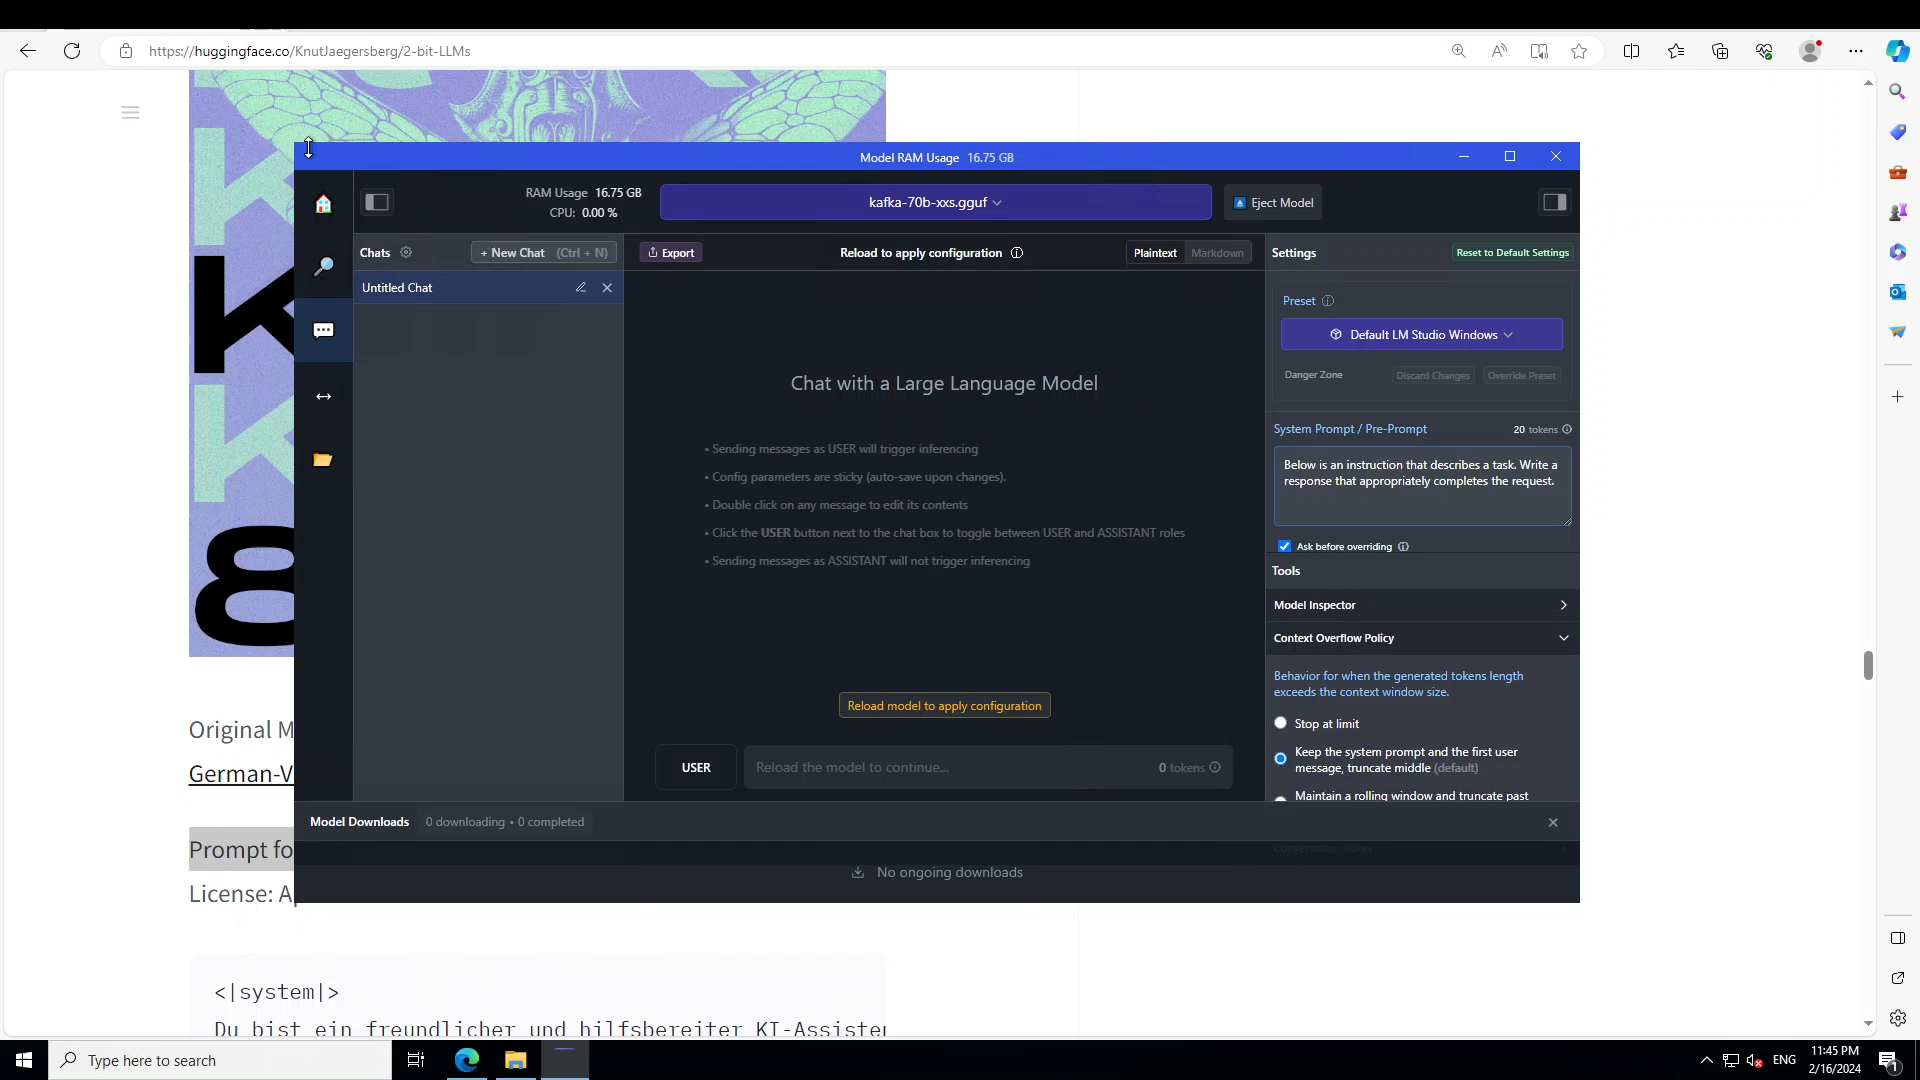 https://huggingface.co/KnutJaegersberg/2-bit-LLMs
K
K
K
8
Model RAM Usage 16.75 GB
RAM Usage 16.75 GB
CPU: 0.00 %
kafka-70b-xxs.gguf
Eject Model
Chats
+ New Chat (Ctrl + N)
Export
Reload to apply configuration
Plaintext Markdown
Settings
Reset to Default Settings
Untitled Chat
Preset
Default LM Studio Windows
Danger Zone Discard Changes Override Preset
Chat with a Large Language Model
• Sending messages as USER will trigger inferencing
• Config parameters are sticky (auto-save upon changes).
• Double click on any message to edit its contents
• Click the USER button next to the chat box to toggle between USER and ASSISTANT roles
• Sending messages as ASSISTANT will not trigger inferencing
System Prompt / Pre-Prompt 20 tokens
Below is an instruction that describes a task. Write a
response that appropriately completes the request.
Ask before overriding
Tools
Model Inspector
Context Overflow Policy
Behavior for when the generated tokens length
exceeds the context window size.
Stop at limit
Keep the system prompt and the first user
message, truncate middle (default)
Maintain a rolling window and truncate past
Reload model to apply configuration
USER
Reload the model to continue...
0 tokens
Model Downloads 0 downloading • 0 completed
Conversation Notes
No ongoing downloads
Original M
German-V
Prompt fo
License: A
<|system|>
Du bist ein freundlicher und hilfsbereiter KI-Assister
Type here to search
ENG
11:45 PM
2/16/2024
1